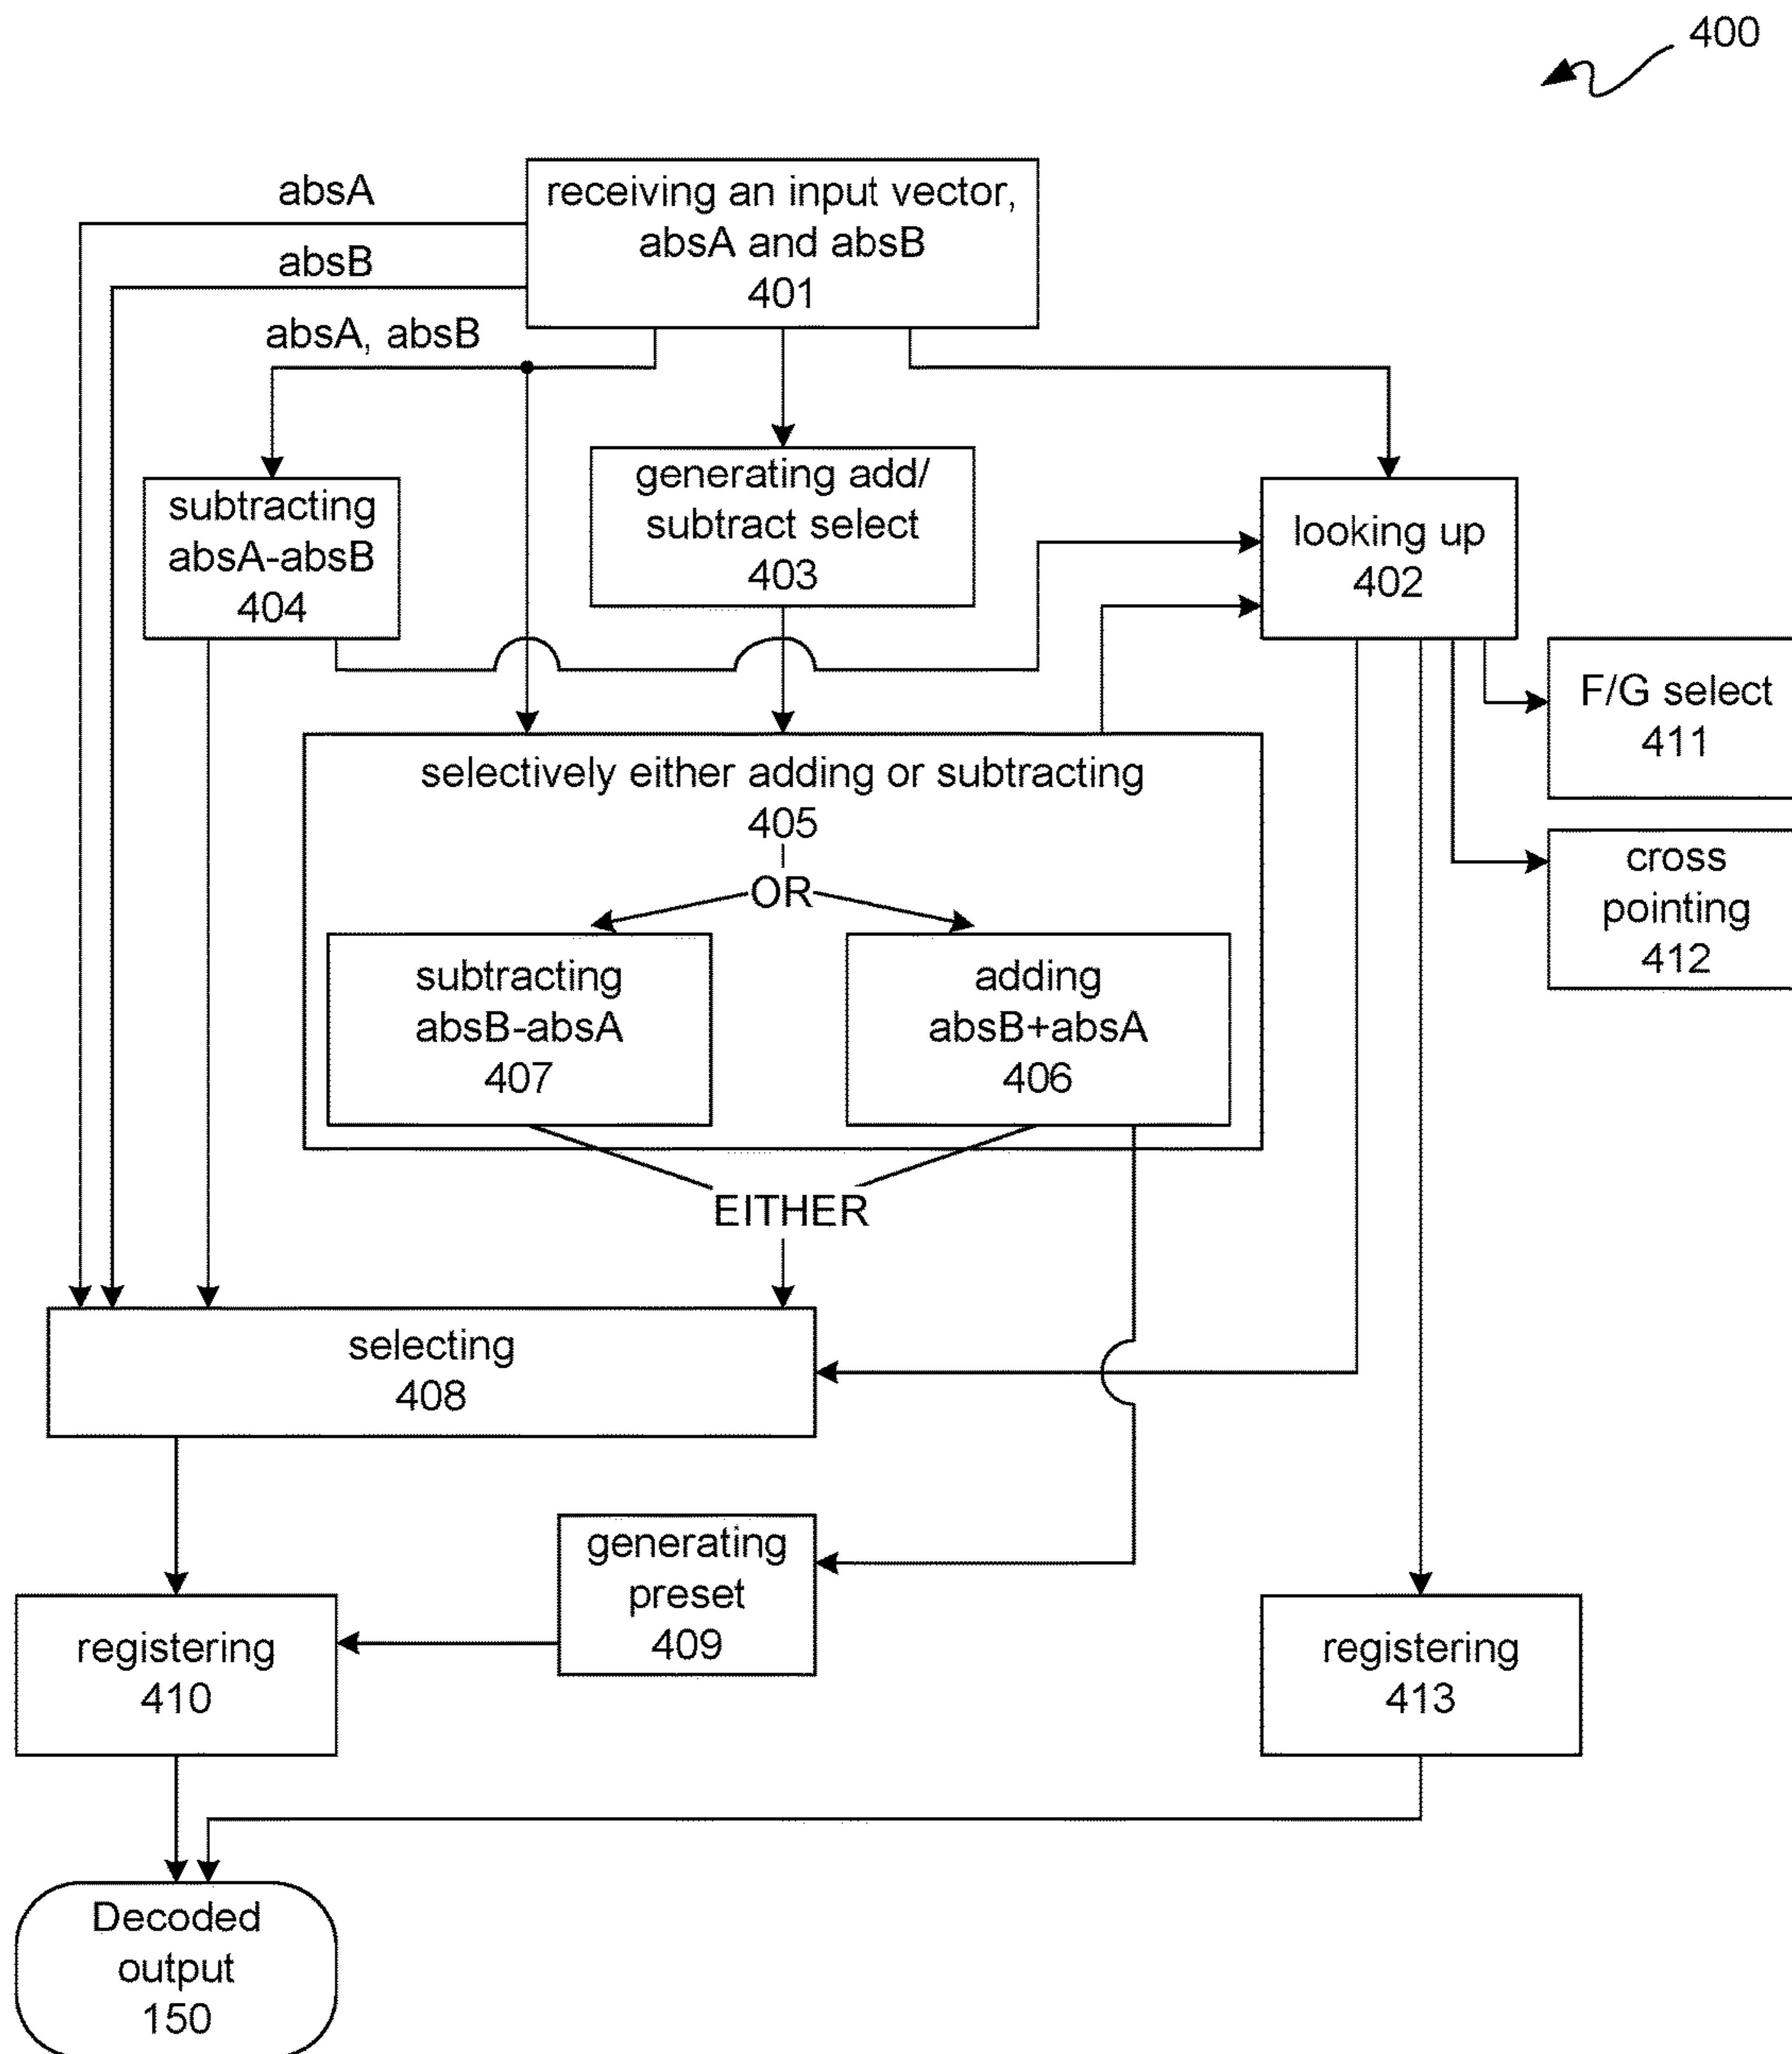 400
absA
receiving an input vector,
absA and absB
401
absB
absA, absB
subtracting
absA-absB
404
generating add/
subtract select
403
looking up
402
F/G select
411
cross
pointing
412
selectively either adding or subtracting
405
OR
subtracting
absB-absA
407
adding
absB+absA
406
EITHER
selecting
408
generating
preset
409
registering
410
registering
413
Decoded
output
150